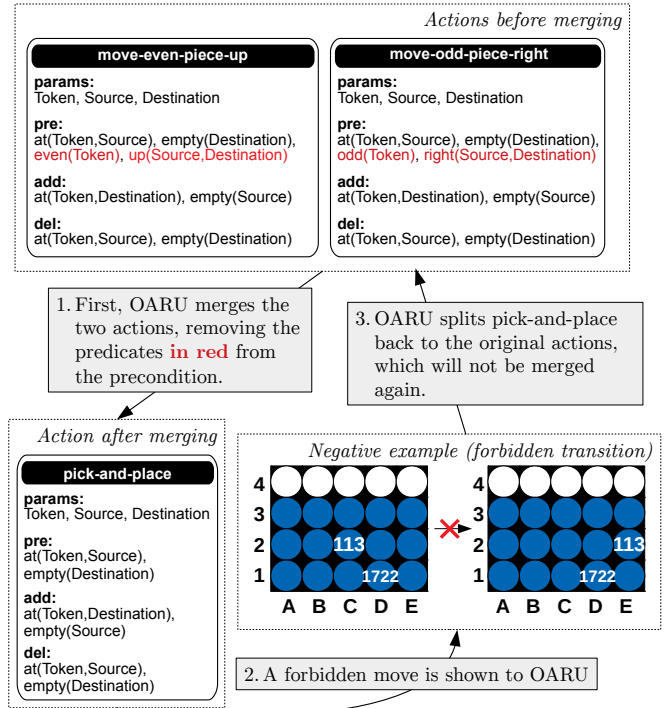 Actions before merging
move-even-piece-up
params:
Token, Source, Destination
pre:
at(Token,Source), empty(Destination),
even(Token), up(Source,Destination)
add:
at(Token,Destination), empty(Source)
del:
at(Token,Source), empty(Destination)
move-odd-piece-right
params:
Token, Source, Destination
pre:
at(Token,Source), empty(Destination),
odd(Token), right(Source,Destination)
add:
at(Token,Destination), empty(Source)
del:
at(Token,Source), empty(Destination)
1. First, OARU merges the
two actions, removing the
predicates in red from
the precondition.
3. OARU splits pick-and-place
back to the original actions,
which will not be merged
again.
Action after merging
pick-and-place
params:
Token, Source, Destination
pre:
at(Token,Source),
empty(Destination)
add:
at(Token,Destination),
empty(Source)
del:
at(Token,Source),
empty(Destination)
Negative example (forbidden transition)
4
3
2 113
1 1722
A B C D E
4
3
2 113
1 1722
A B C D E
2. A forbidden move is shown to OARU